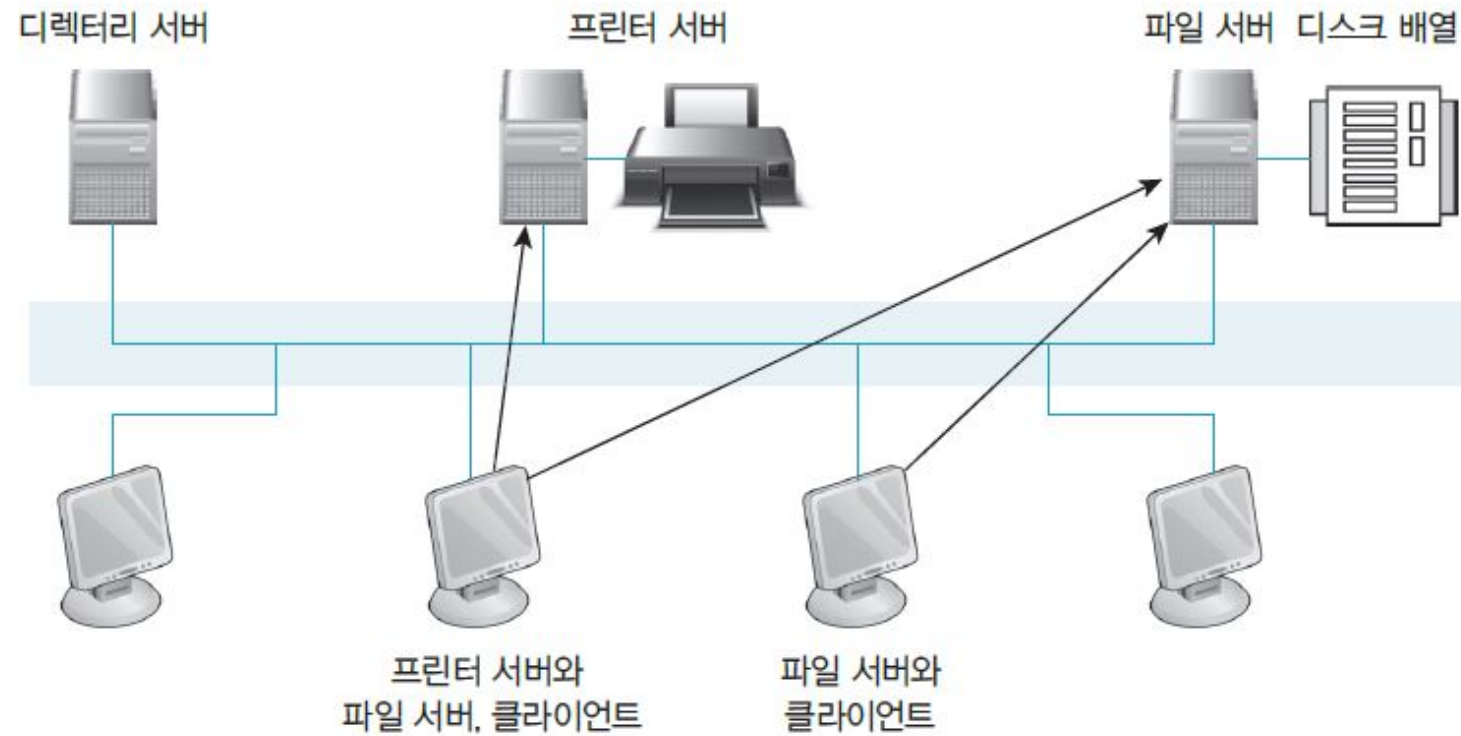 디렉터리 서버
프린터 서버
파일 서버 디스크 배열
프린터 서버와
파일 서버, 클라이언트
파일 서버와
클라이언트